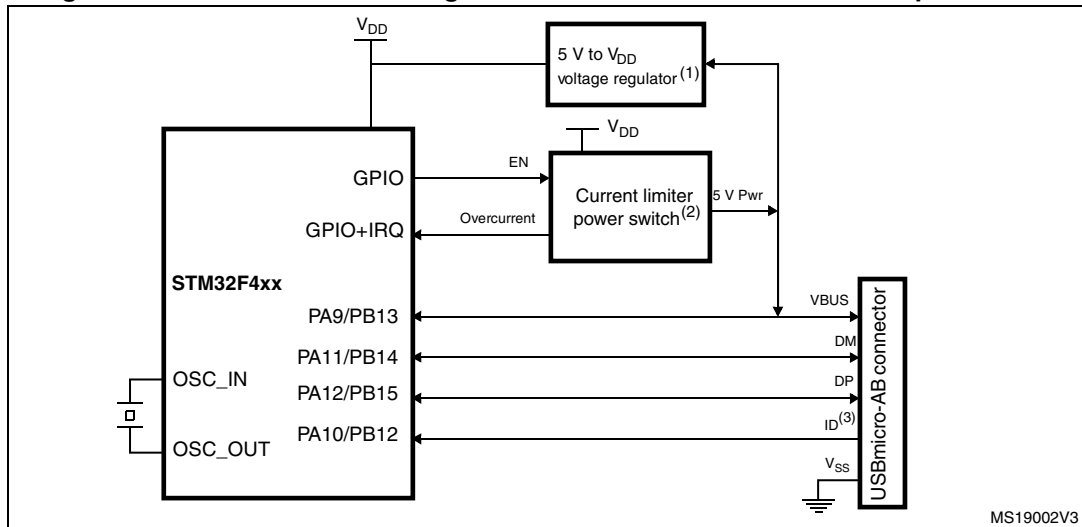 V_DD
5 V to V_DD
voltage regulator (1)
V_DD
GPIO
EN
Current limiter
power switch(2)
5 V Pwr
GPIO+IRQ
Overcurrent
STM32F4xx
PA9/PB13
VBUS
PA11/PB14
DM
OSC_IN
PA12/PB15
DP
PA10/PB12
ID(3)
OSC_OUT
V_SS
USBmicro-AB connector
MS19002V3